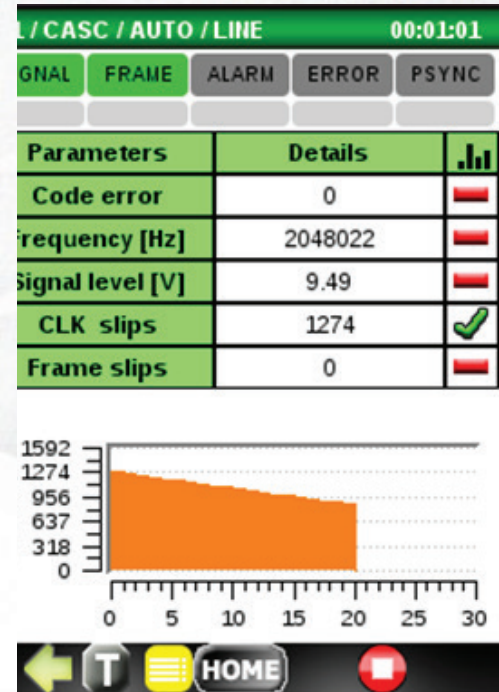 1 / CASC / AUTO / LINE 00:01:01
GNAL FRAME ALARM ERROR PSYNC
Parameters Details
Code error 0
requency [Hz] 2048022
Signal level [V] 9.49
CLK slips 1274
Frame slips 0
1592
1274
956
637
318
0
0 5 10 15 20 25 30
T HOME